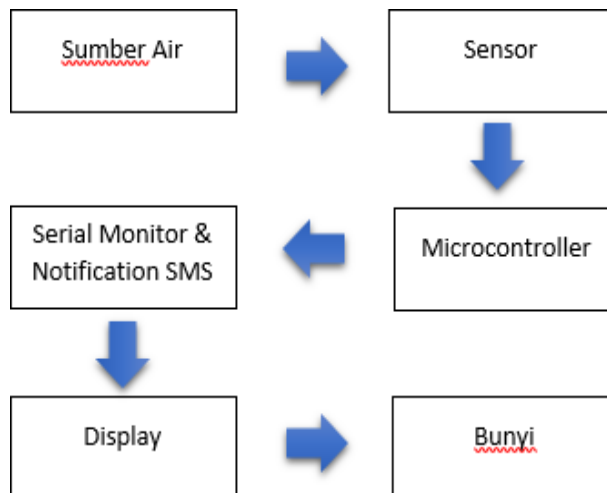 Sumber Air
Sensor
Microcontroller
Serial Monitor &
Notification SMS
Display
Bunyi